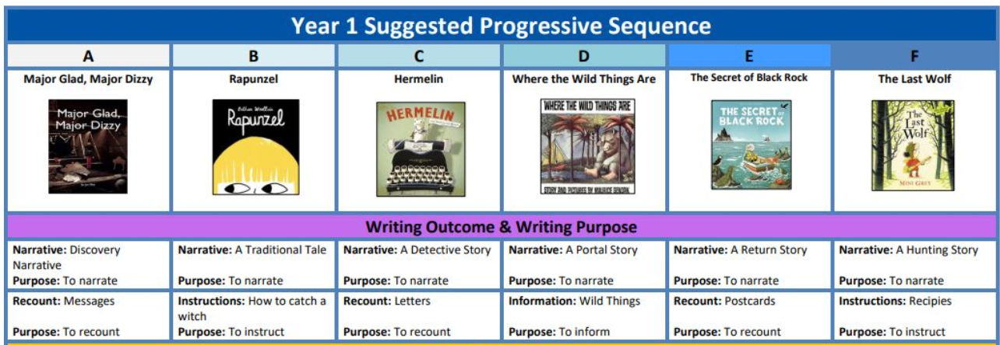 Year 1 Suggested Progressive Sequence
A B C D E F
Major Glad, Major Dizzy
Rapunzel
Hermelin
Where the Wild Things Are
The Secret of Black Rock
The Last Wolf
Major Glad,
Major Dizzy
Rapunzel
HERMELIN
WHERE THE WILD THINGS ARE
STORY AND PICTURES BY MAURICE SENDAK
THE SECRET OF
BLACK ROCK
The
Last
Wolf
MINI GREY
Writing Outcome & Writing Purpose
Narrative: Discovery
Narrative
Purpose: To narrate
Narrative: A Traditional Tale
Purpose: To narrate
Narrative: A Detective Story
Purpose: To narrate
Narrative: A Portal Story
Purpose: To narrate
Narrative: A Return Story
Purpose: To narrate
Narrative: A Hunting Story
Purpose: To narrate
Recount: Messages
Purpose: To recount
Instructions: How to catch a
witch
Purpose: To instruct
Recount: Letters
Purpose: To recount
Information: Wild Things
Purpose: To inform
Recount: Postcards
Purpose: To recount
Instructions: Recipies
Purpose: To instruct